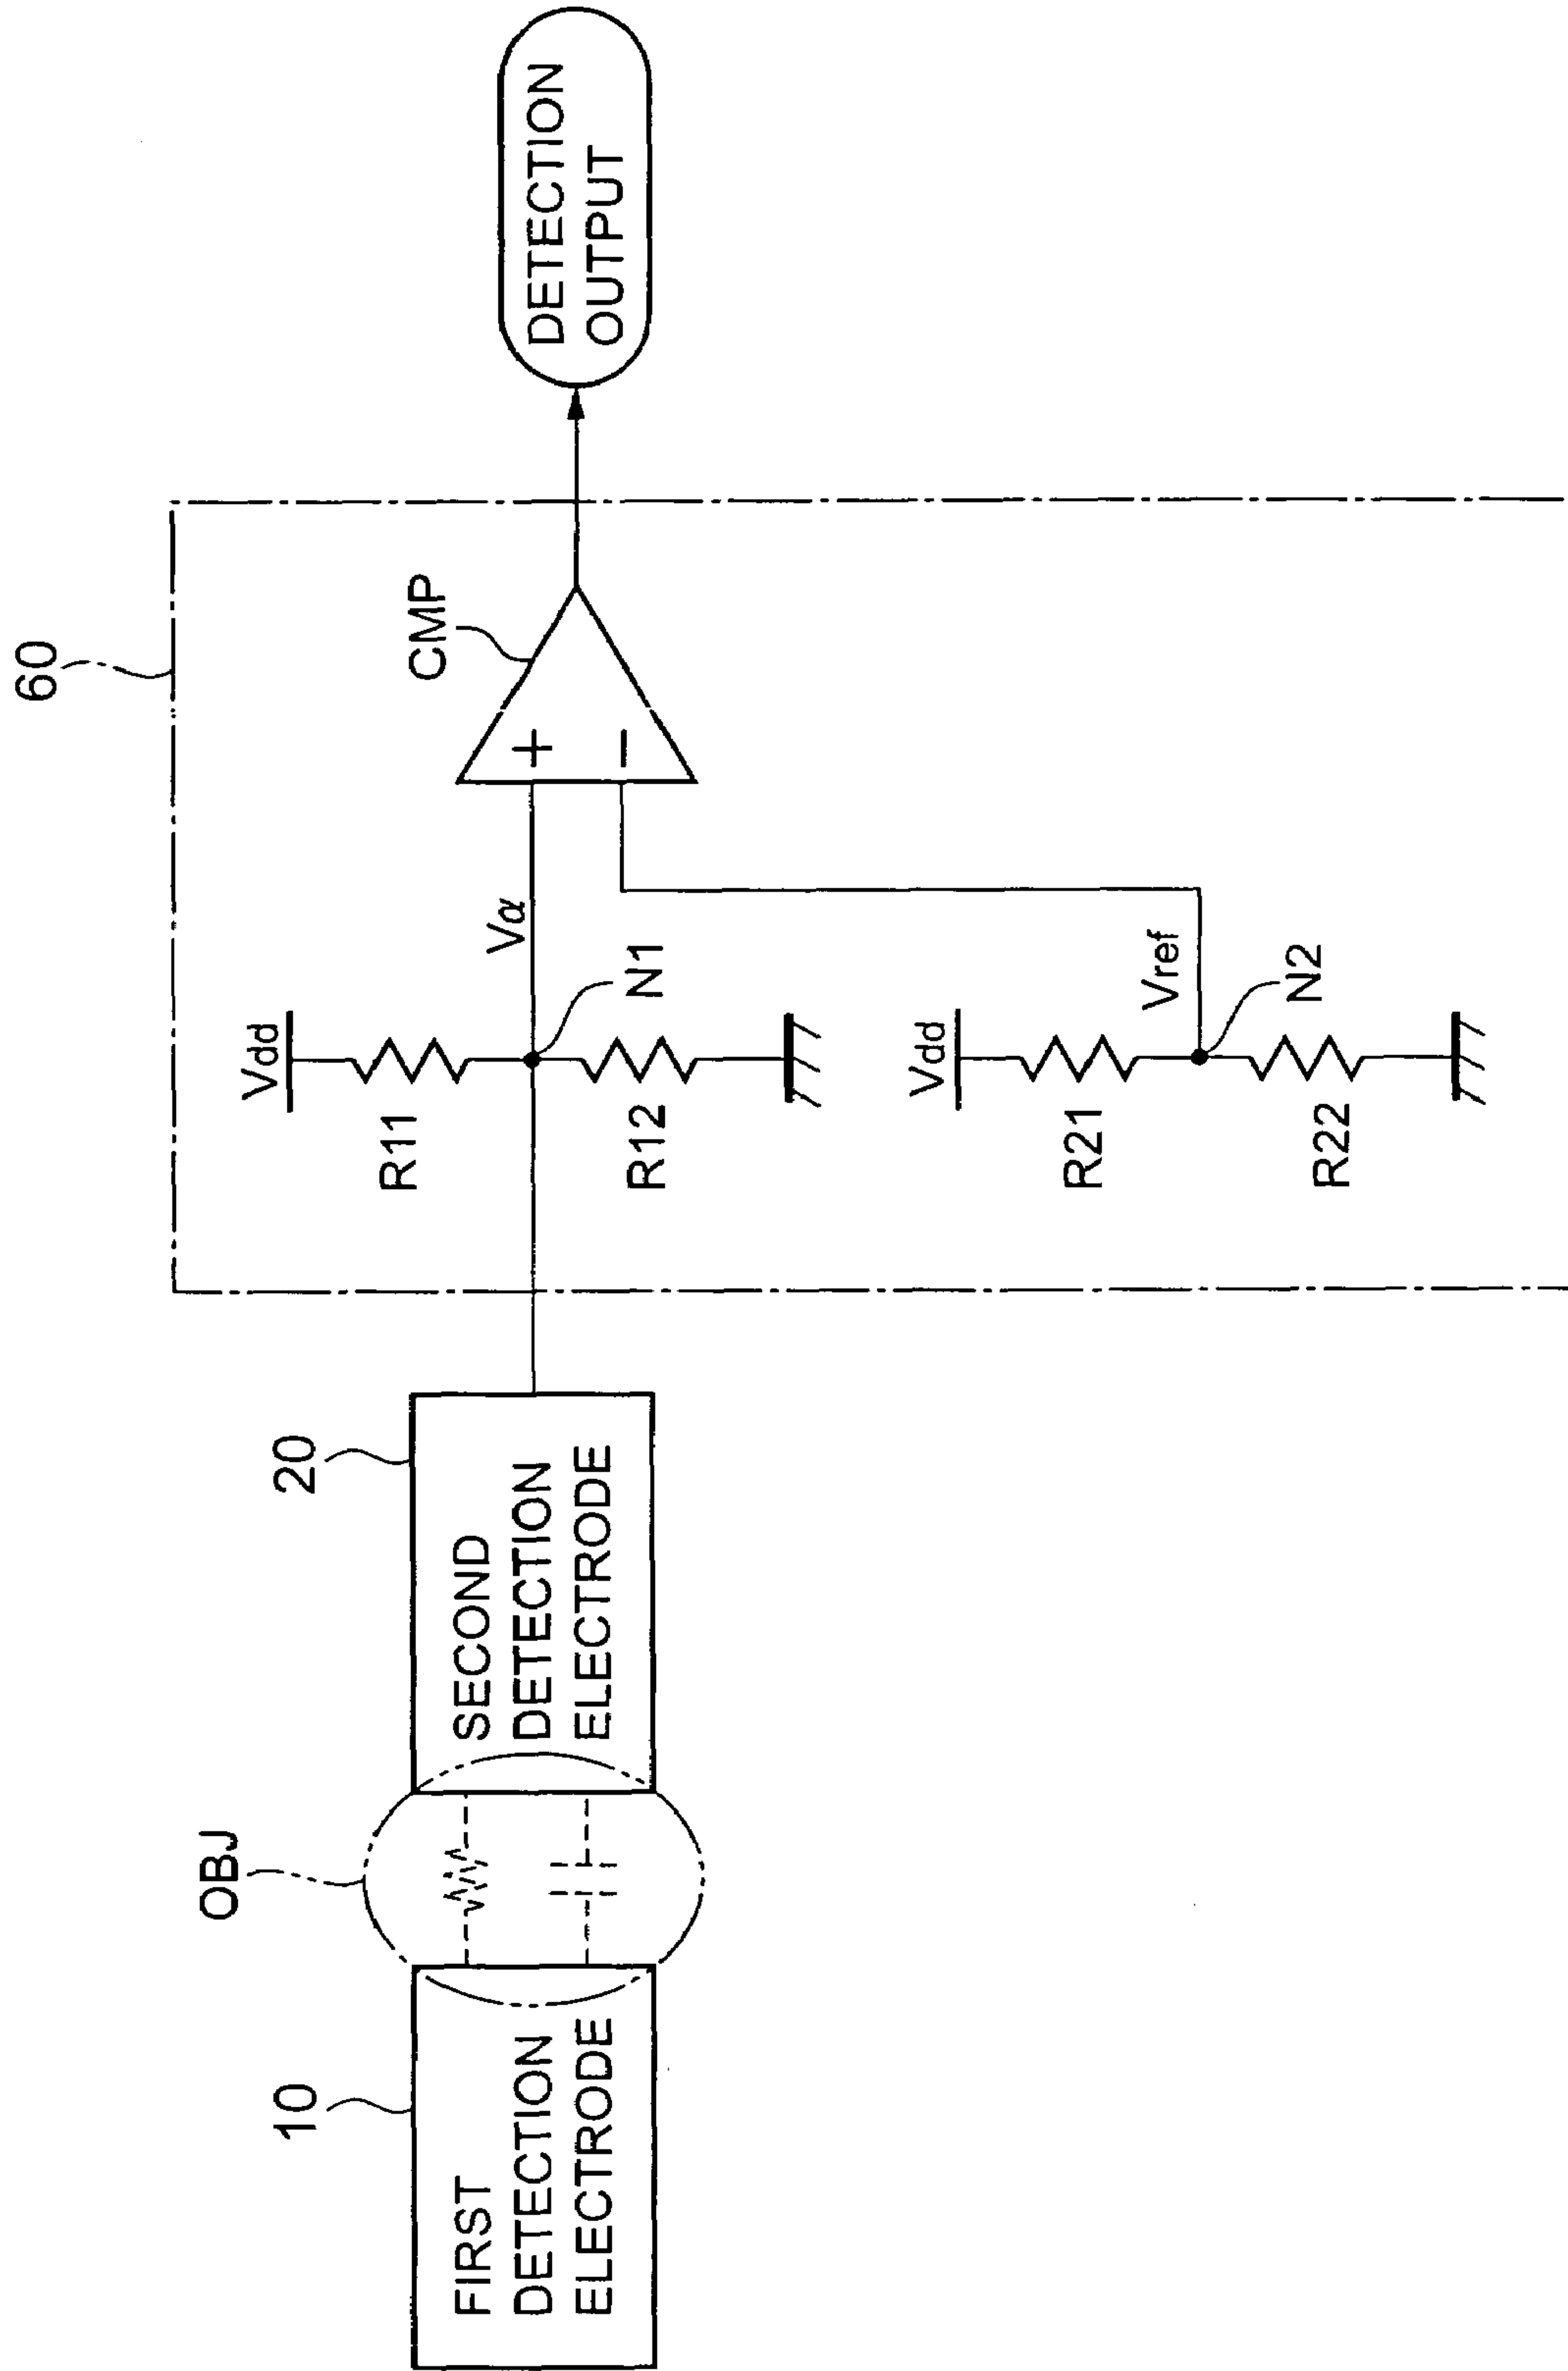 60
CMP
Vdd
Vα
R11
N1
R12
DETECTION
OUTPUT
Vdd
Vref
R21
N2
R22
10
FIRST
DETECTION
ELECTRODE
OBJ
20
SECOND
DETECTION
ELECTRODE